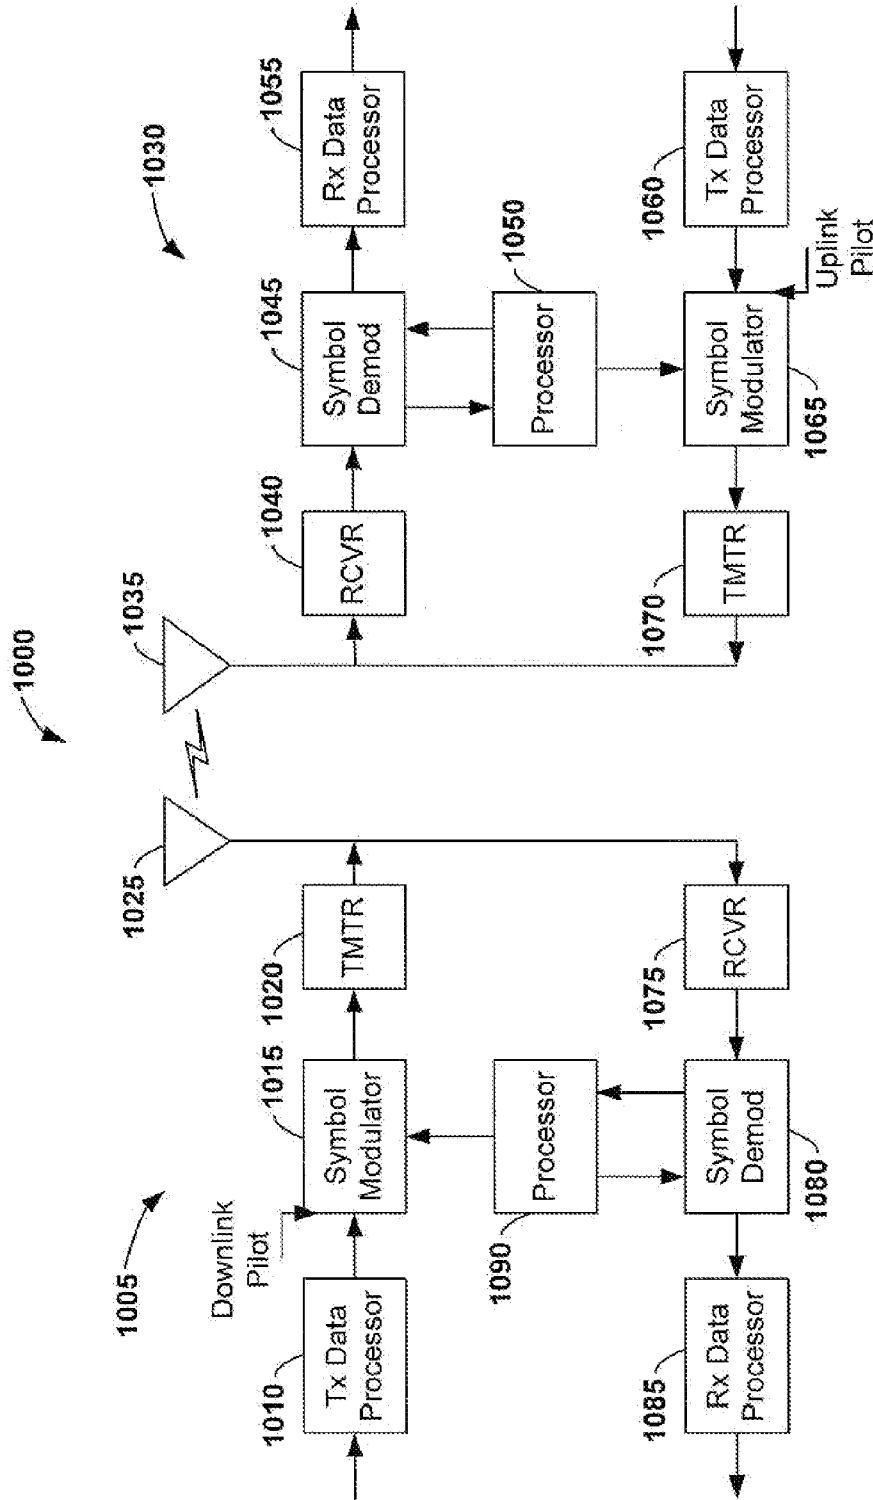 1000
1005
1030
1025
1035
Downlink
Pilot
1010
Tx Data
Processor
1015
Symbol
Modulator
1020
TMTR
1040
RCVR
1045
Symbol
Demod
1055
Rx Data
Processor
1090
Processor
1050
Processor
1085
Rx Data
Processor
1080
Symbol
Demod
1075
RCVR
1070
TMTR
1065
Symbol
Modulator
1060
Tx Data
Processor
Uplink
Pilot